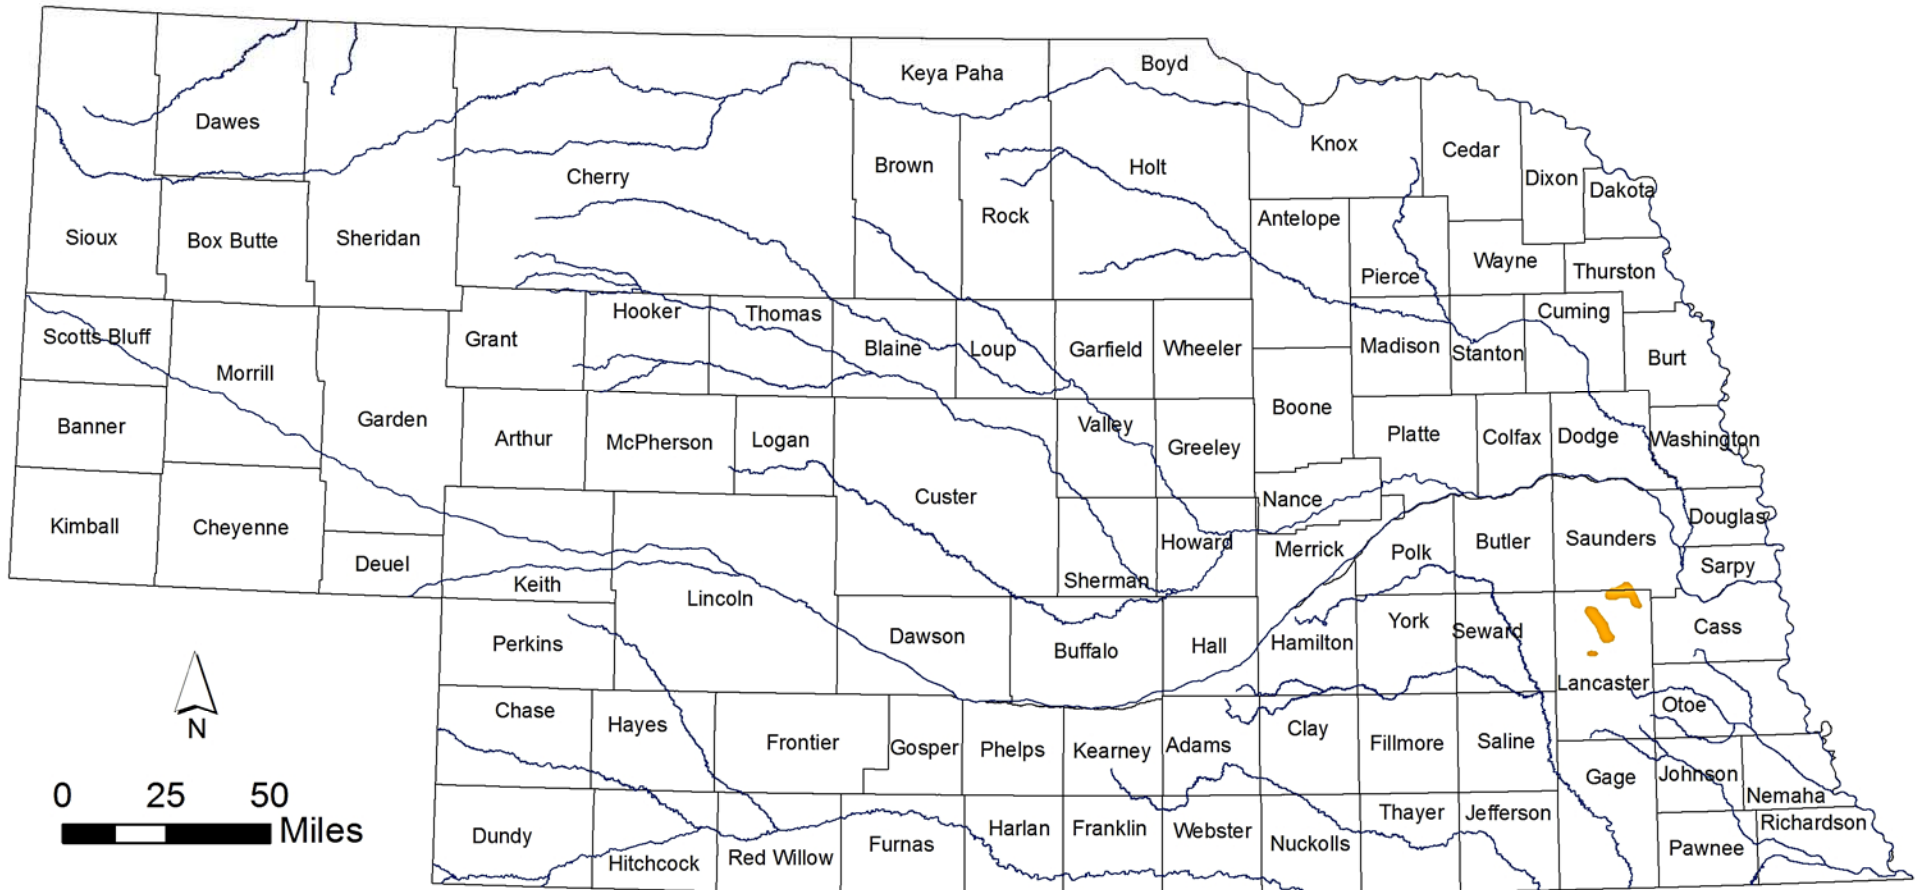 Keya Paha
Boyd
Dawes
Knox
Cedar
Cherry
Brown
Holt
Dixon
Dakota
Sioux
Box Butte
Sheridan
Rock
Antelope
Pierce
Wayne
Thurston
Scotts Bluff
Grant
Hooker
Thomas
Blaine
Loup
Garfield
Wheeler
Madison
Stanton
Cuming
Burt
Morrill
Banner
Garden
Arthur
McPherson
Logan
Valley
Greeley
Boone
Platte
Colfax
Dodge
Washington
Kimball
Cheyenne
Deuel
Keith
Lincoln
Custer
Sherman
Howard
Nance
Merrick
Polk
Butler
Saunders
Douglas
Sarpy
Perkins
Dawson
Buffalo
Hall
Hamilton
York
Seward
Lancaster
Cass
Otoe
Chase
Hayes
Frontier
Gosper
Phelps
Kearney
Adams
Clay
Fillmore
Saline
Gage
Johnson
Nemaha
Dundy
Hitchcock
Red Willow
Furnas
Harlan
Franklin
Webster
Nuckolls
Thayer
Jefferson
Pawnee
Richardson
N
0 25 50
Miles